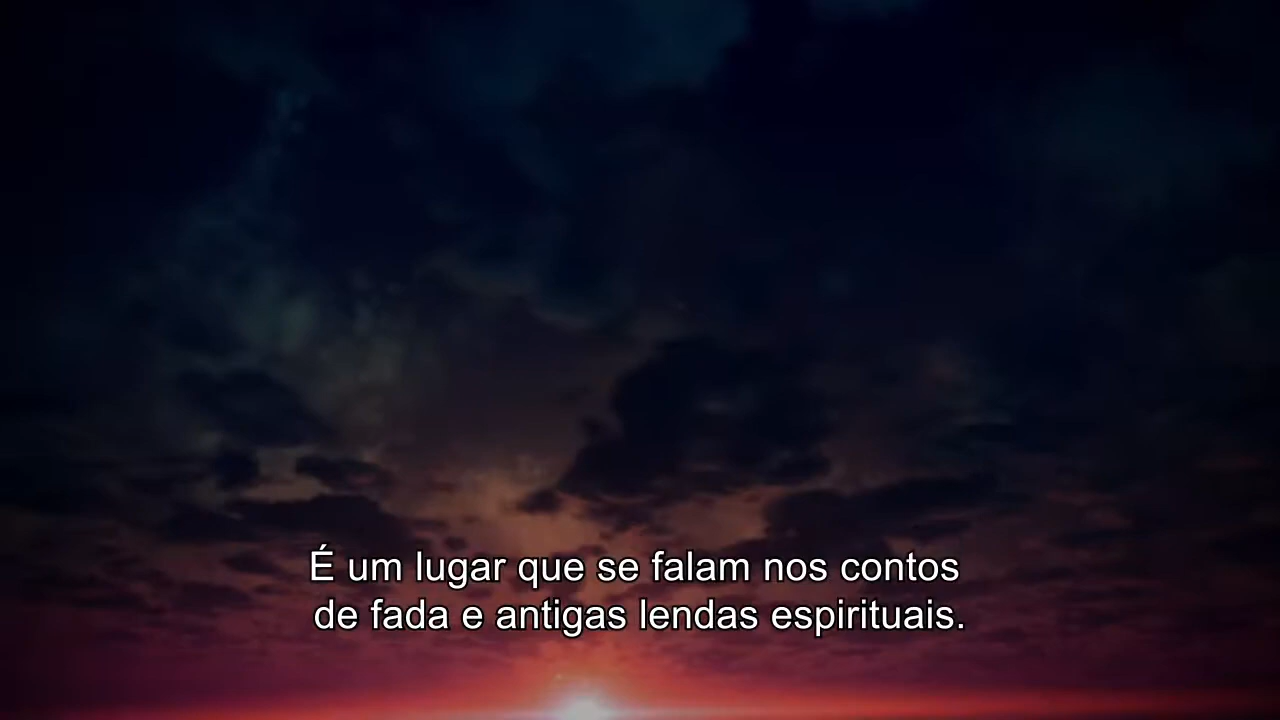 É um lugar que se falam nos contos
de fada e antigas lendas espirituais.